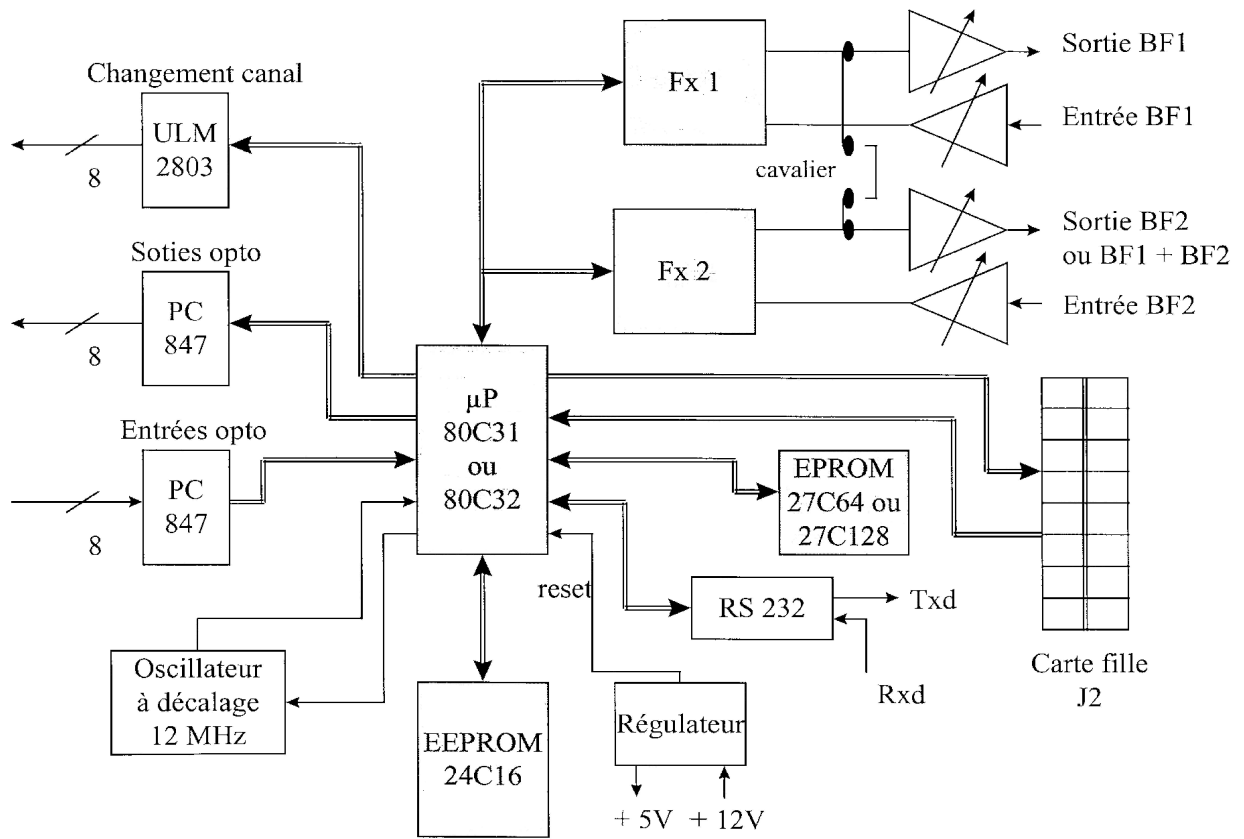 Changement canal
ULM
2803
8
Soties opto
PC
847
8
Entrées opto
PC
847
8
Oscillateur
à décalage
12 MHz
µP
80C31
ou
80C32
EEPROM
24C16
reset
Régulateur
+ 5V + 12V
Fx 1
Fx 2
cavalier
Sortie BF1
Entrée BF1
Sortie BF2
ou BF1 + BF2
Entrée BF2
EPROM
27C64 ou
27C128
RS 232
Txd
Rxd
Carte fille
J2